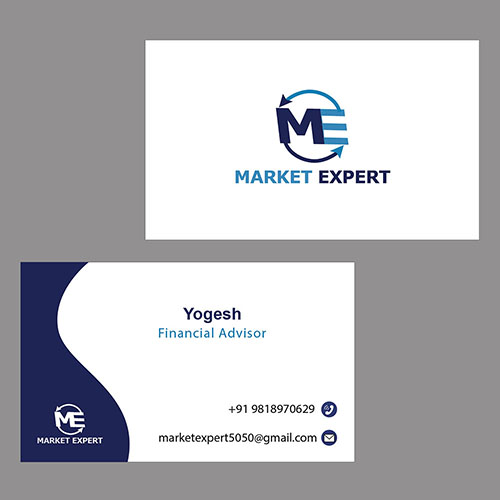 ME
MARKET EXPERT
Yogesh
Financial Advisor
+91 9818970629
marketexpert5050@gmail.com
ME
MARKET EXPERT